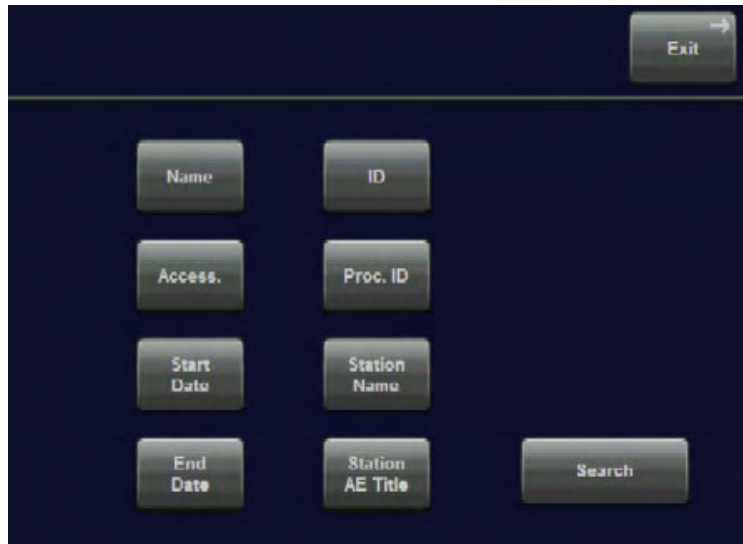 Exit
Name
ID
Access.
Proc. ID
Start
Date
Station
Name
End
Date
Station
AE Title
Search